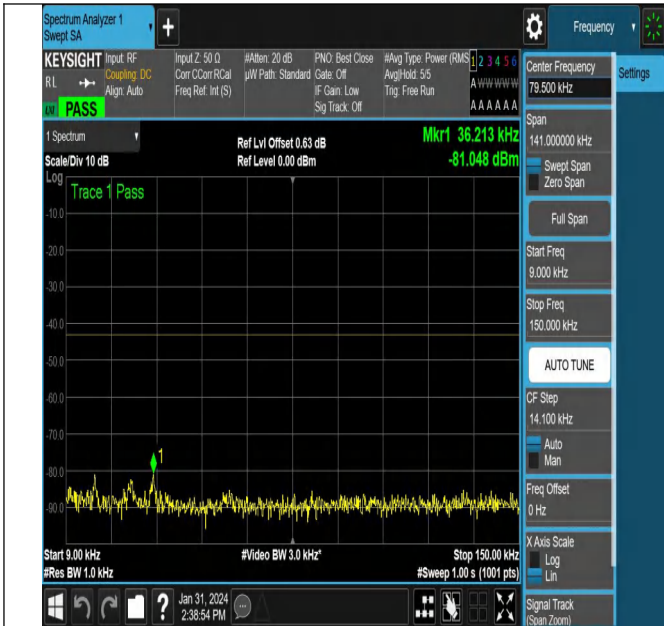 Spectrum Analyzer 1
Swept SA
+
Frequency
KEYSIGHT
RL
PASS
Input: RF
Coupling: DC
Align: Auto
Input Z: 50 Ω
Corr CCorr RCal
Freq Ref: Int (S)
#Atten: 20 dB
µW Path: Standard
PNO: Best Close
Gate: Off
IF Gain: Low
Sig Track: Off
#Avg Type: Power (RMS
Avg|Hold: 5/5
Trig: Free Run
1 2 3 4 5 6
A W W W W W
A A A A A A
1 Spectrum
Scale/Div 10 dB
Ref Lvl Offset 0.63 dB
Ref Level 0.00 dBm
Mkr1 36.213 kHz
-81.048 dBm
Log
Trace 1 Pass
-10.0
-20.0
-30.0
-40.0
-50.0
-60.0
-70.0
-80.0
-90.0
1
Start 9.00 kHz
#Res BW 1.0 kHz
#Video BW 3.0 kHz*
Stop 150.00 kHz
#Sweep 1.00 s (1001 pts)
Jan 31, 2024
2:38:54 PM
Center Frequency
79.500 kHz
Settings
Span
141.000000 kHz
Swept Span
Zero Span
Full Span
Start Freq
9.000 kHz
Stop Freq
150.000 kHz
AUTO TUNE
CF Step
14.100 kHz
Auto
Man
Freq Offset
0 Hz
X Axis Scale
Log
Lin
Signal Track
(Span Zoom)